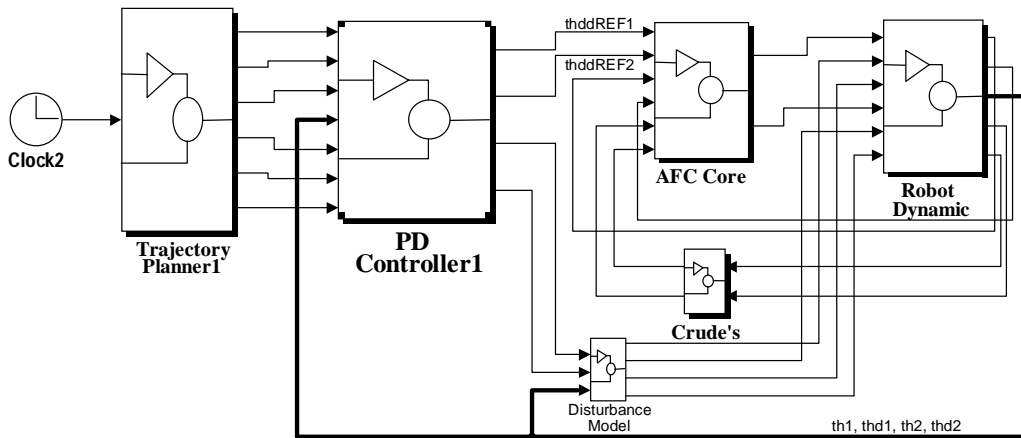 thddREF1
thddREF2
Clock2
Trajectory
Planner1
PD
Controller1
AFC Core
Robot
Dynamic
Crude's
Disturbance
Model
th1, thd1, th2, thd2